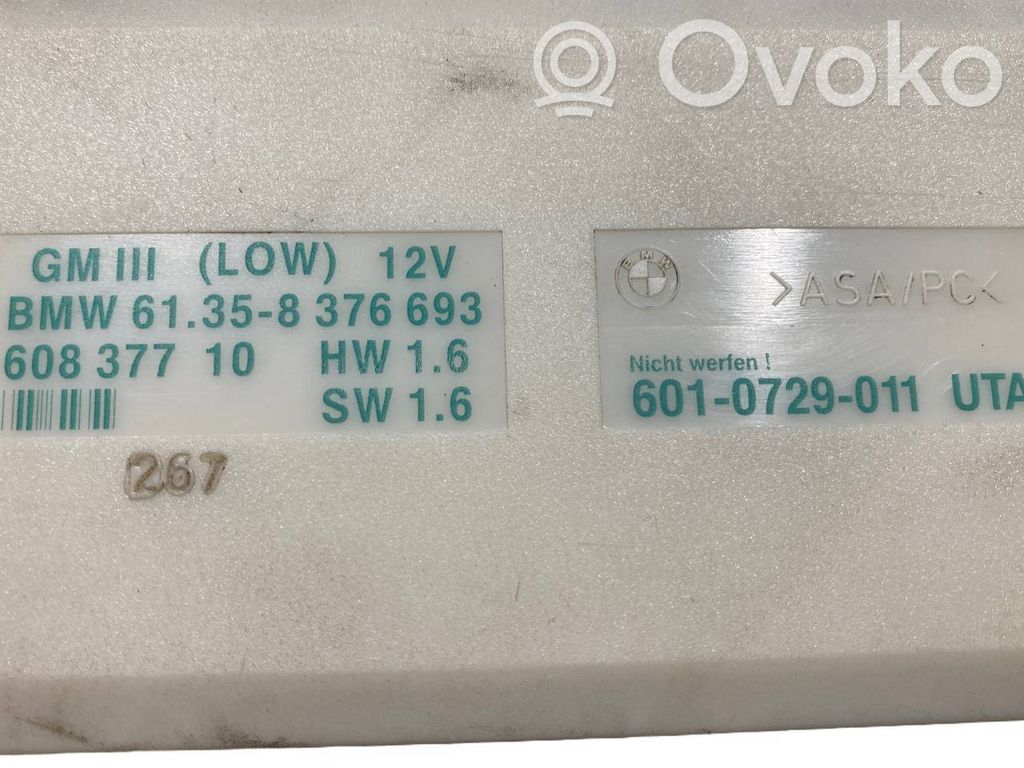 Ovoko
GM III (LOW) 12V
BMW 61.35-8 376 693
608 377 10 HW 1.6
SW 1.6
267
BMW
>ASA/PC<
Nicht werfen !
601-0729-011 UTA